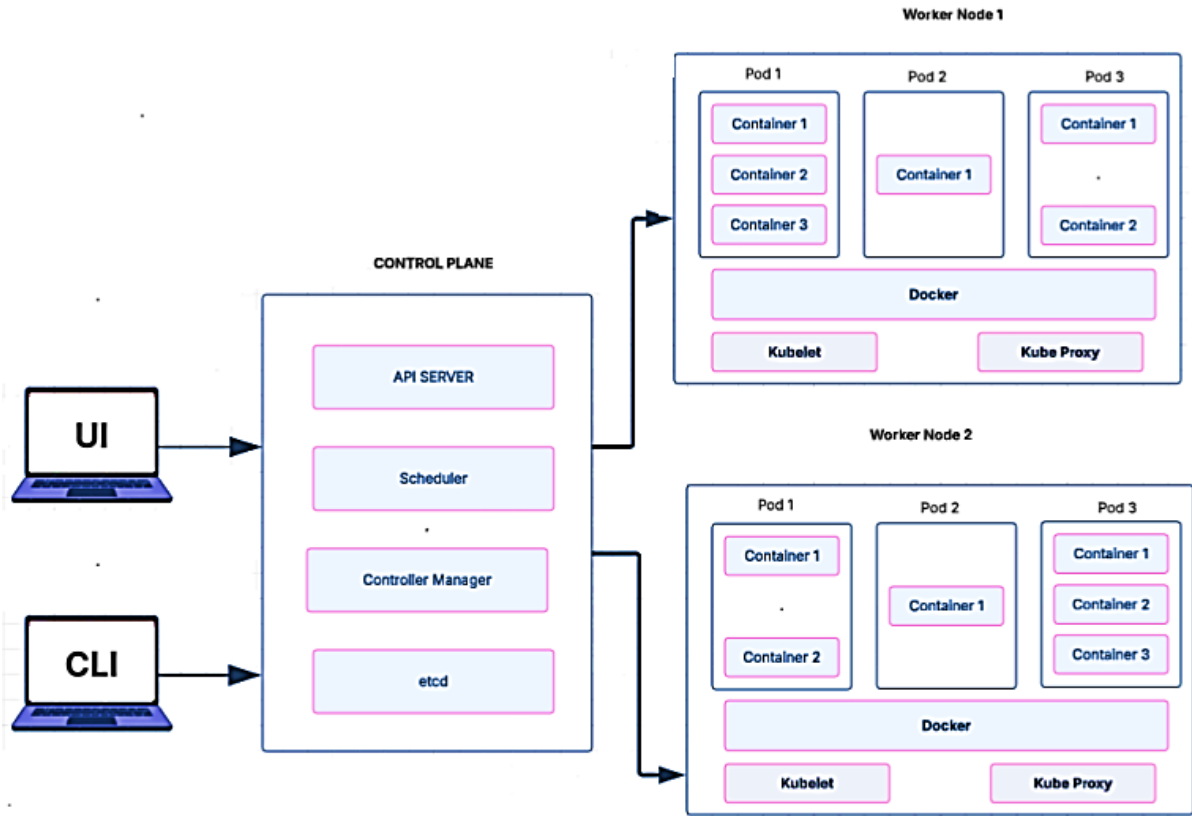 Worker Node 1
Pod 1
Pod 2
Pod 3
Container 1
Container 2
Container 3
Container 1
Container 1
Container 2
Docker
Kubelet
Kube Proxy
CONTROL PLANE
API SERVER
Scheduler
Controller Manager
etcd
UI
CLI
Worker Node 2
Pod 1
Pod 2
Pod 3
Container 1
Container 2
Container 1
Container 1
Container 2
Container 3
Docker
Kubelet
Kube Proxy